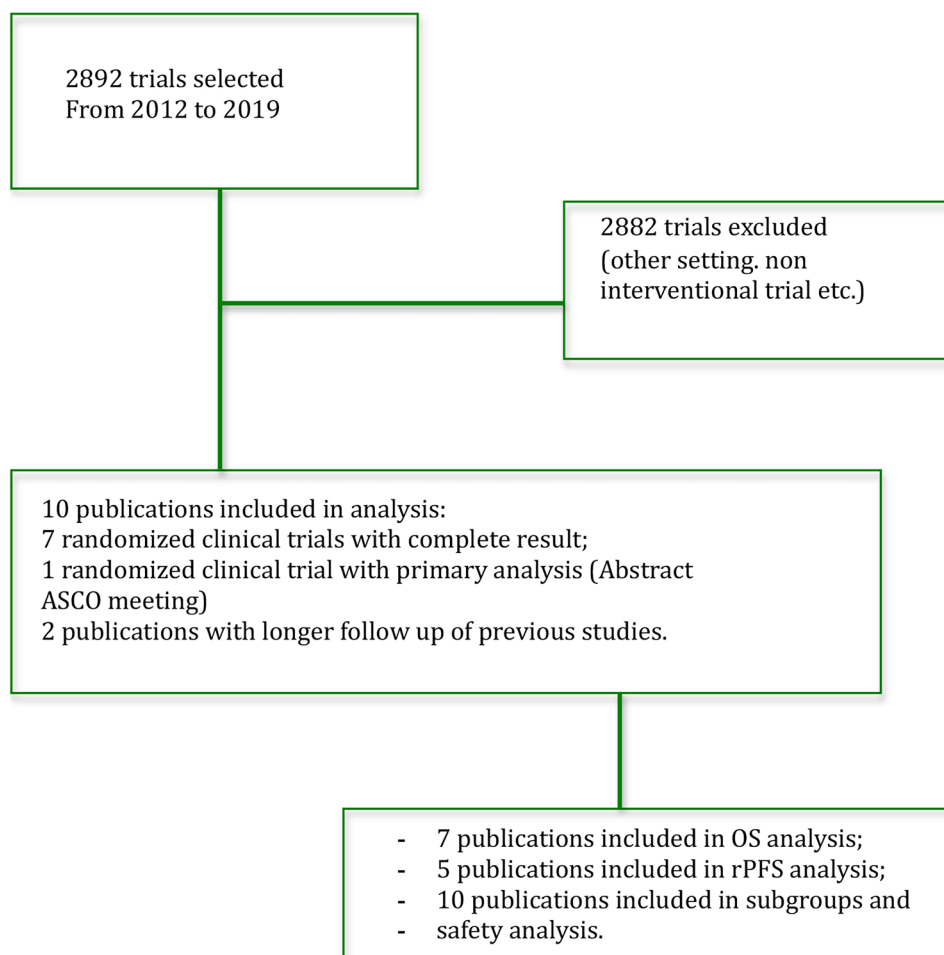 2892 trials selected
From 2012 to 2019
2882 trials excluded
(other setting. non
interventional trial etc.)
10 publications included in analysis:
7 randomized clinical trials with complete result;
1 randomized clinical trial with primary analysis (Abstract
ASCO meeting)
2 publications with longer follow up of previous studies.
- 7 publications included in OS analysis;
- 5 publications included in rPFS analysis;
- 10 publications included in subgroups and
- safety analysis.